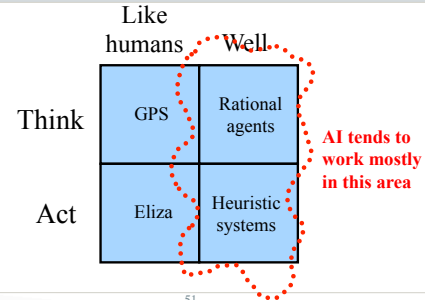 Like
humans
Well
Think
GPS
Rational
agents
AI tends to
work mostly
in this area
Act
Eliza
Heuristic
systems
51